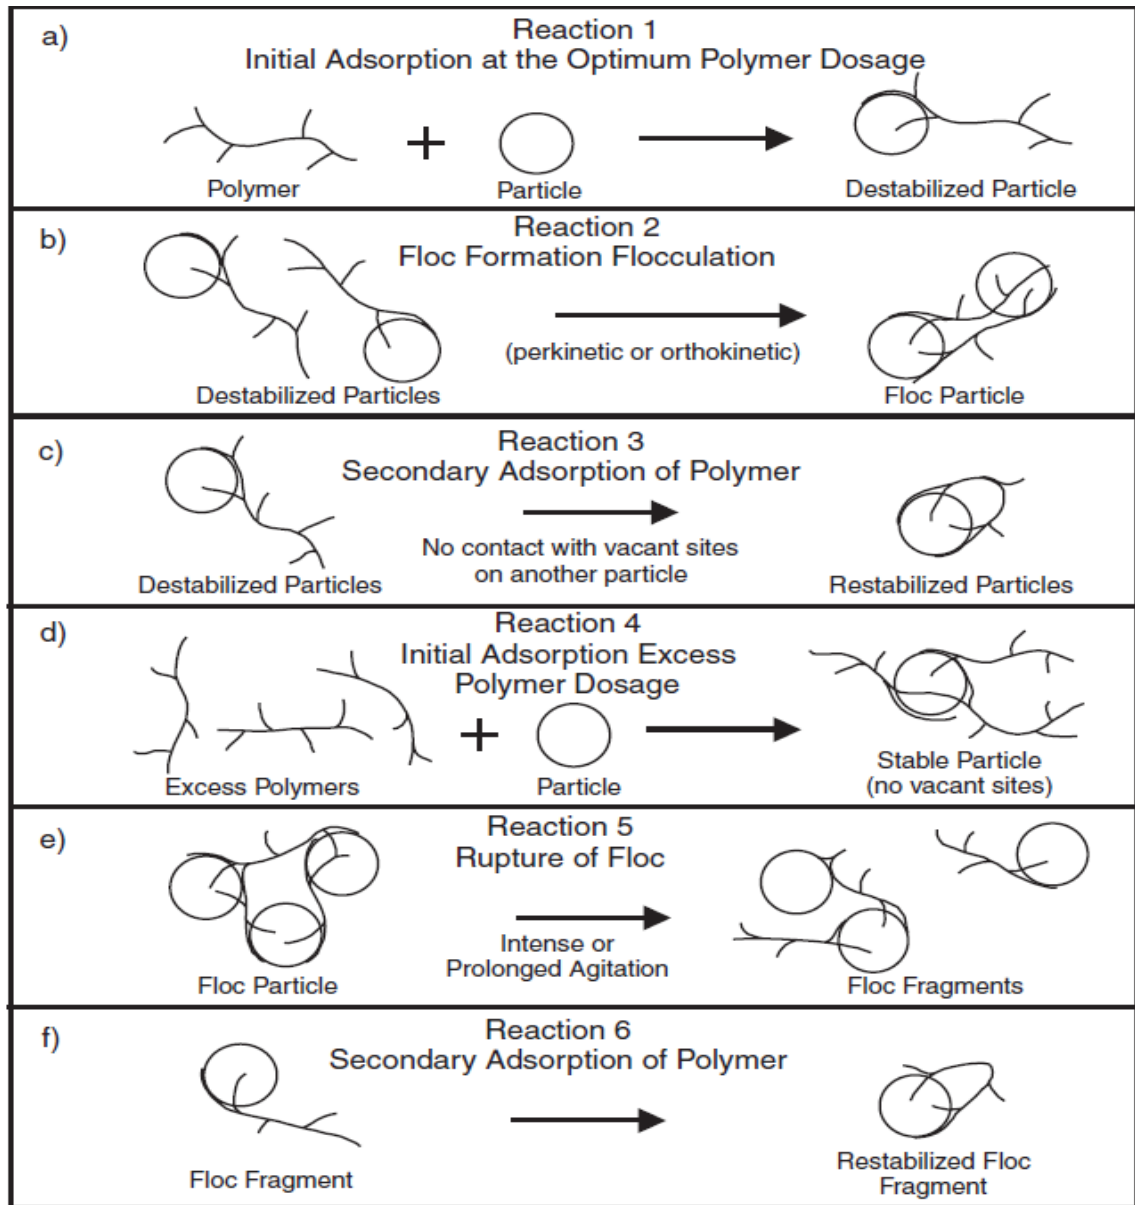 a)
Reaction 1
Initial Adsorption at the Optimum Polymer Dosage
+
Polymer
Particle
Destabilized Particle
b)
Reaction 2
Floc Formation Flocculation
(perkinetic or orthokinetic)
Destabilized Particles
Floc Particle
c)
Reaction 3
Secondary Adsorption of Polymer
No contact with vacant sites
on another particle
Destabilized Particles
Restabilized Particles
d)
Reaction 4
Initial Adsorption Excess
Polymer Dosage
+
Excess Polymers
Particle
Stable Particle
(no vacant sites)
e)
Reaction 5
Rupture of Floc
Intense or
Prolonged Agitation
Floc Particle
Floc Fragments
f)
Reaction 6
Secondary Adsorption of Polymer
Floc Fragment
Restabilized Floc
Fragment